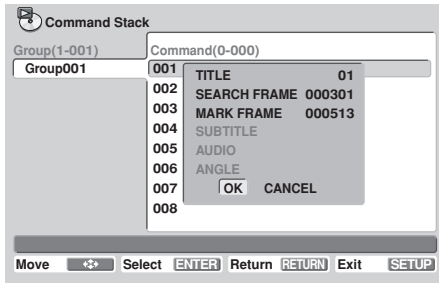 Command Stack
Group(1-001) Command(0-000)
Group001 001
002
003
004
005
006
007
008
TITLE 01
SEARCH FRAME 000301
MARK FRAME 000513
SUBTITLE
AUDIO
ANGLE
OK CANCEL
Move Select ENTER Return RETURN Exit SETUP